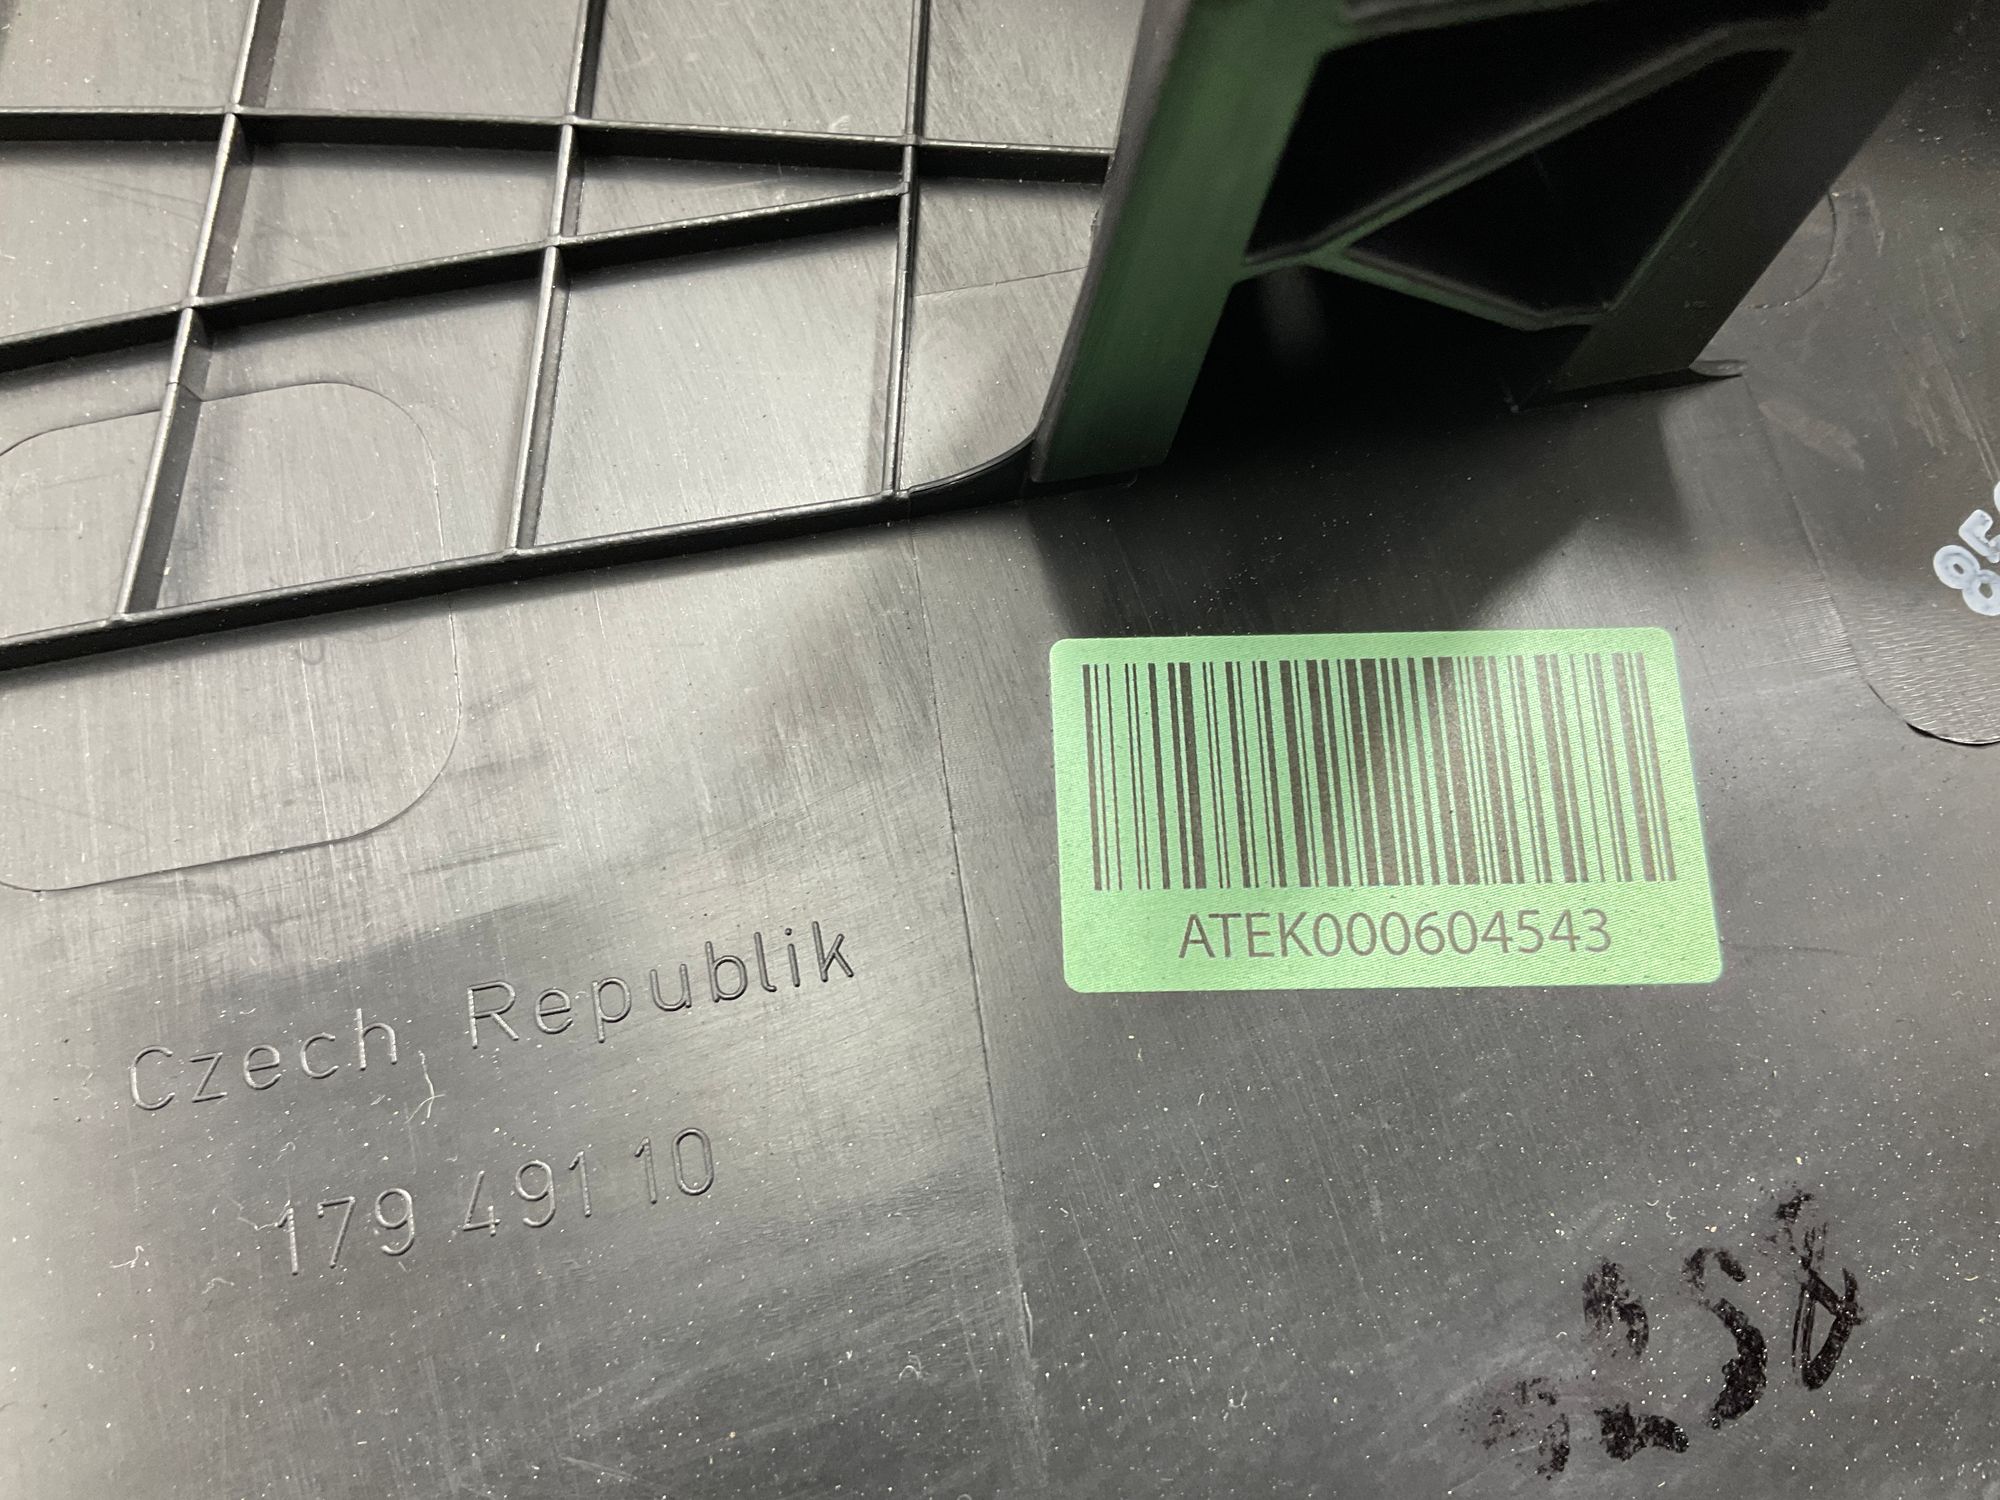 ATEK000604543
Czech Republik
179 491 10